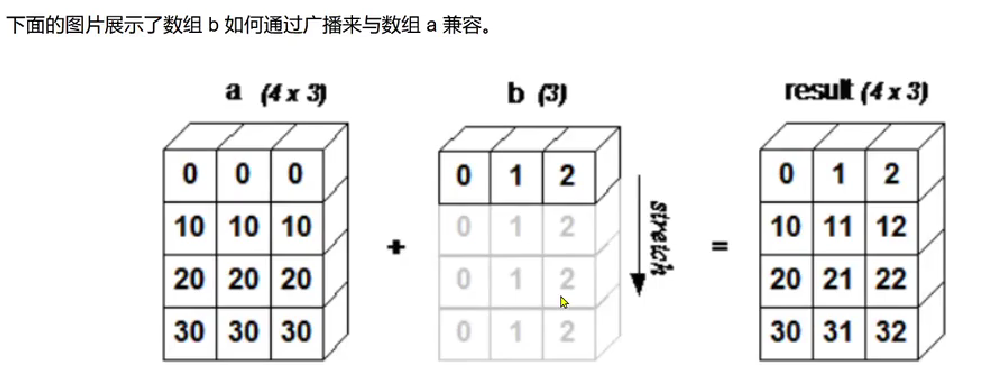 下面的图片展示了数组 b 如何通过广播来与数组 a 兼容。
a (4 x 3) b (3) result (4 x 3)
0 0 0 0 1 2 0 1 2
10 10 10 0 1 2 10 11 12
+ stretch =
20 20 20 0 1 2 20 21 22
30 30 30 0 1 2 30 31 32